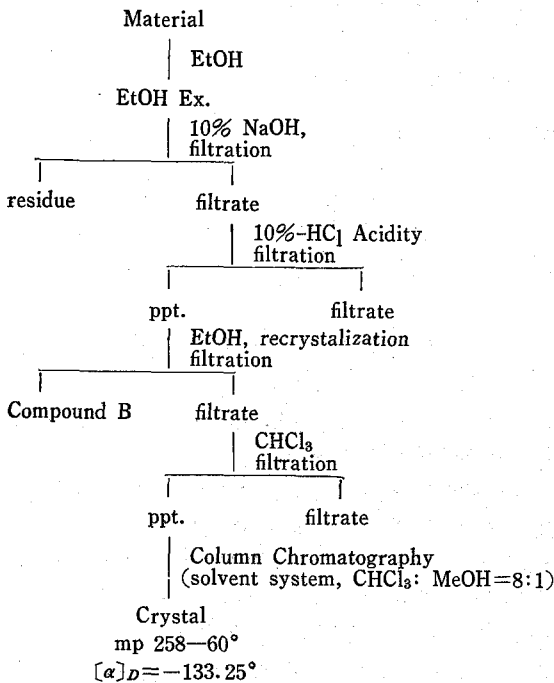 Material
EtOH
EtOH Ex.
10% NaOH,
filtration
residue filtrate
10%-HCl Acidity
filtration
ppt. filtrate
EtOH, recrystalization
filtration
Compound B filtrate
CHCl₃
filtration
ppt. filtrate
Column Chromatography
(solvent system, CHCl₃: MeOH=8:1)
Crystal
mp 258—60°
[α]D=−133.25°